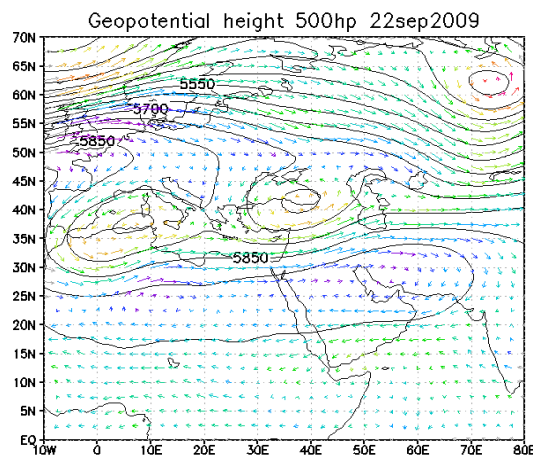 Geopotential height 500hp 22sep2009
70N
65N
60N
55N
50N
45N
40N
35N
30N
25N
20N
15N
10N
5N
EQ
5550
5700
5850
5850
10W 0 10E 20E 30E 40E 50E 60E 70E 80E